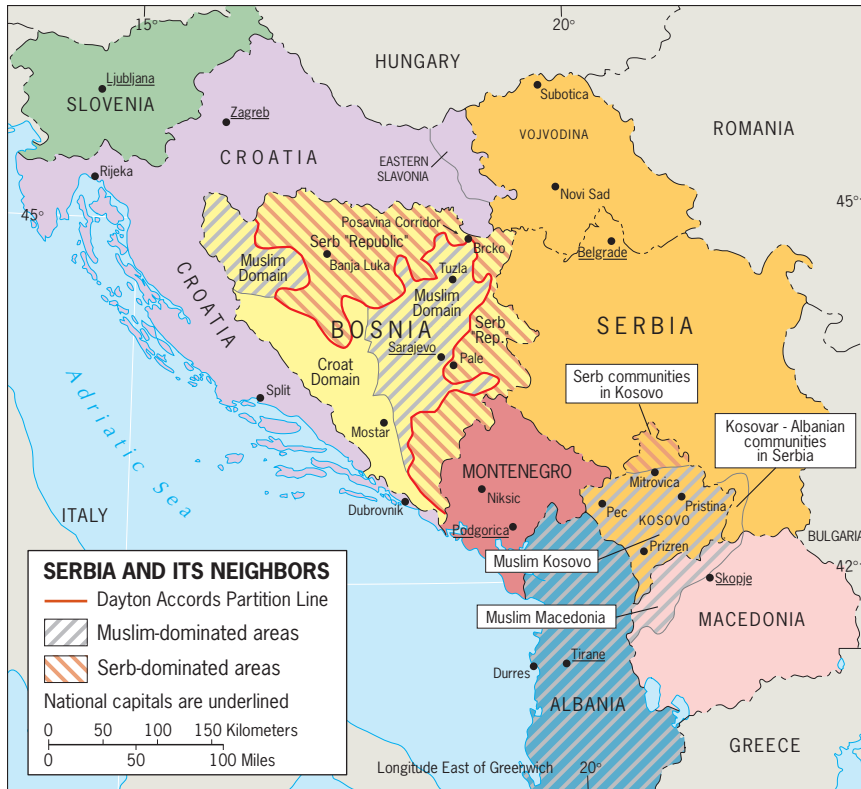 15°
20°
HUNGARY
Ljubljana
SLOVENIA
Subotica
Zagreb
VOJVODINA
ROMANIA
CROATIA
EASTERN
SLAVONIA
Rijeka
Novi Sad
45°
45°
Posavina Corridor
Serb "Republic"
Brcko
Belgrade
Muslim
Domain
Banja Luka
Tuzla
Muslim
Domain
CROATIA
BOSNIA
Serb
"Rep."
SERBIA
Sarajevo
Pale
Croat
Domain
Serb communities
in Kosovo
Adriatic Sea
Split
Mostar
Kosovar - Albanian
communities
in Serbia
MONTENEGRO
Mitrovica
Niksic
Pec
Pristina
KOSOVO
ITALY
Dubrovnik
Podgorica
Prizren
BULGARIA
42°
Muslim Kosovo
Skopje
Muslim Macedonia
MACEDONIA
Tirane
Durres
ALBANIA
GREECE
Longitude East of Greenwich
20°
SERBIA AND ITS NEIGHBORS
Dayton Accords Partition Line
Muslim-dominated areas
Serb-dominated areas
National capitals are underlined
0 50 100 150 Kilometers
0 50 100 Miles